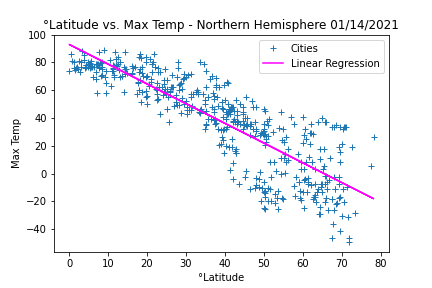 °Latitude vs. Max Temp - Northern Hemisphere 01/14/2021
Cities
Linear Regression
100
80
60
40
20
0
−20
−40
Max Temp
0 10 20 30 40 50 60 70 80
°Latitude